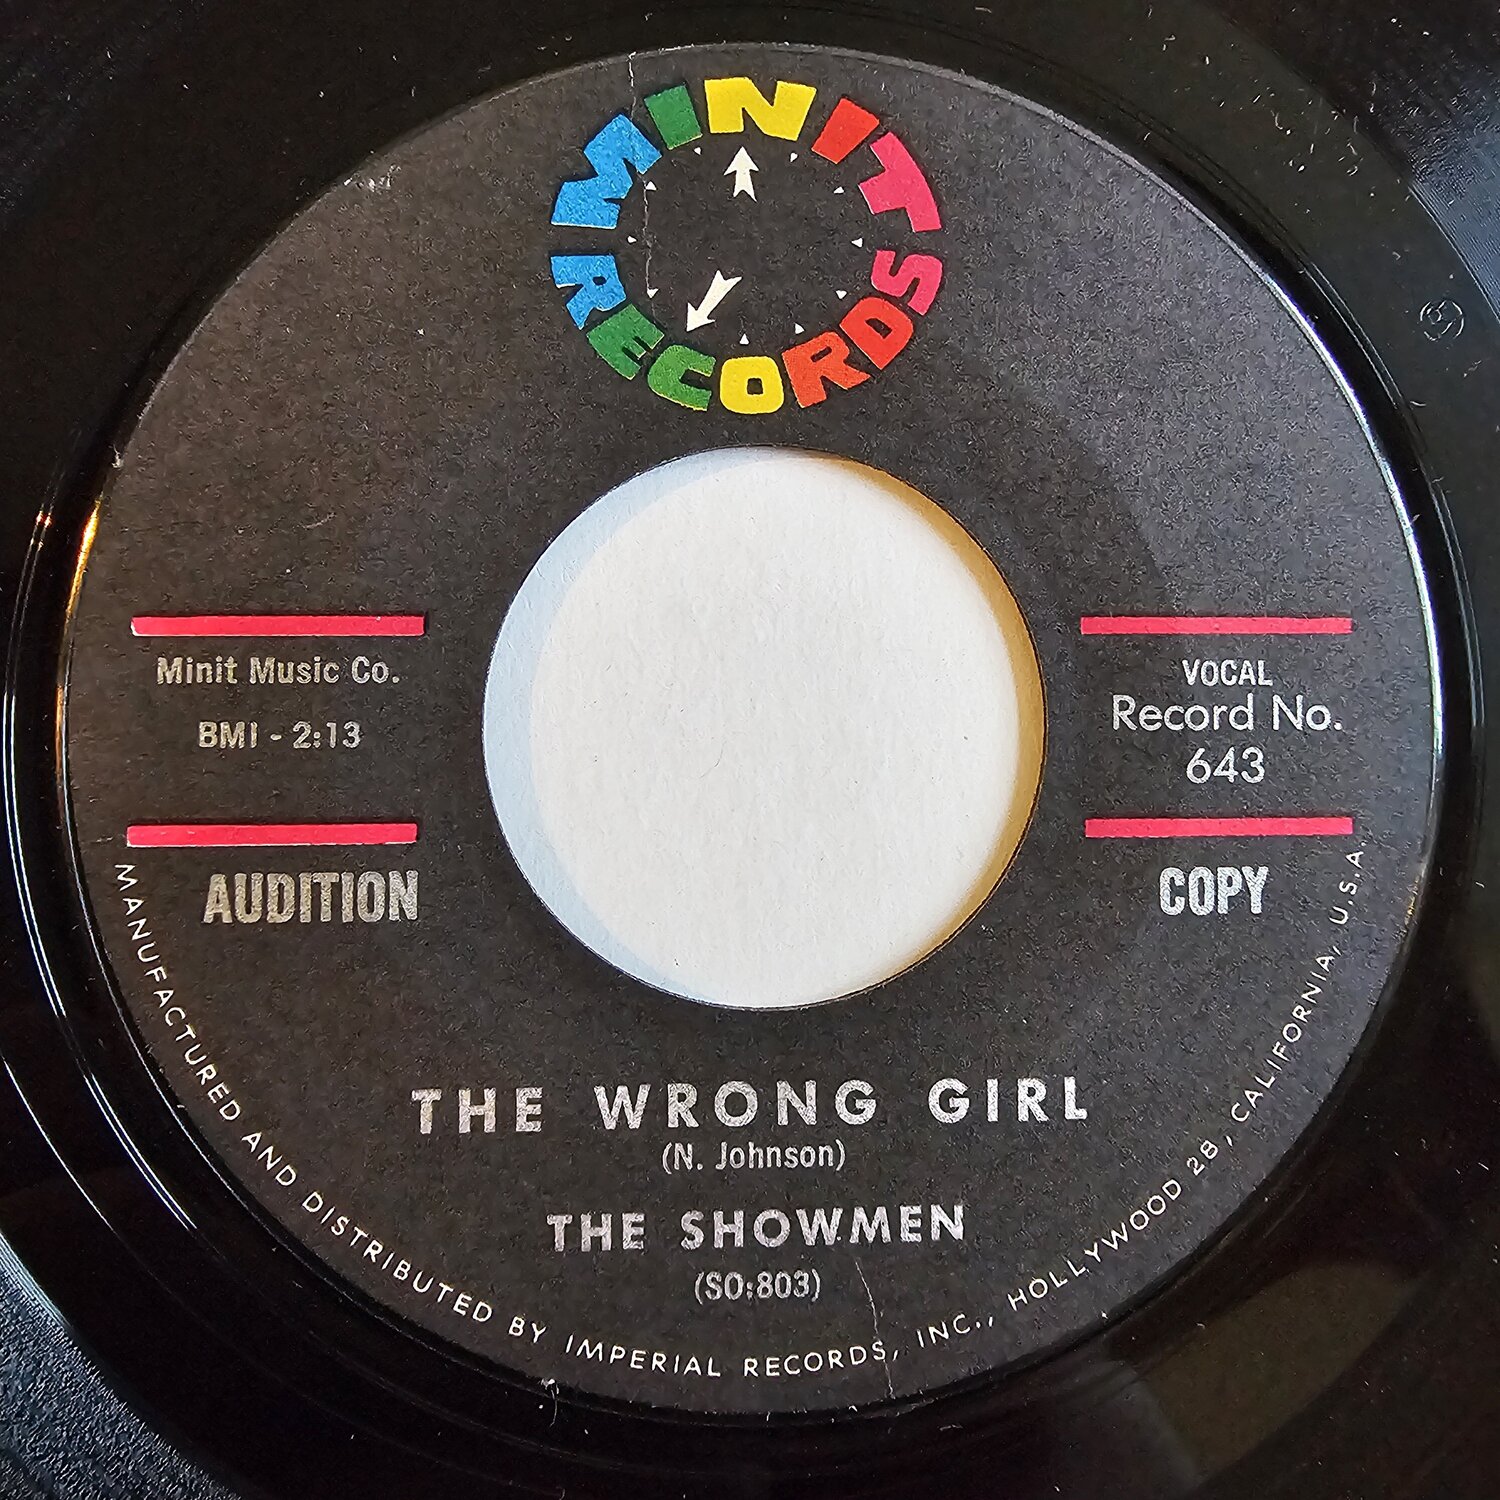 MINIT
RECORDS
Minit Music Co.
BMI - 2:13
VOCAL
Record No.
643
AUDITION
COPY
THE WRONG GIRL
(N. Johnson)
THE SHOWMEN
(SO:803)
MANUFACTURED AND DISTRIBUTED BY IMPERIAL RECORDS, INC., HOLLYWOOD 28, CALIFORNIA, U.S.A.